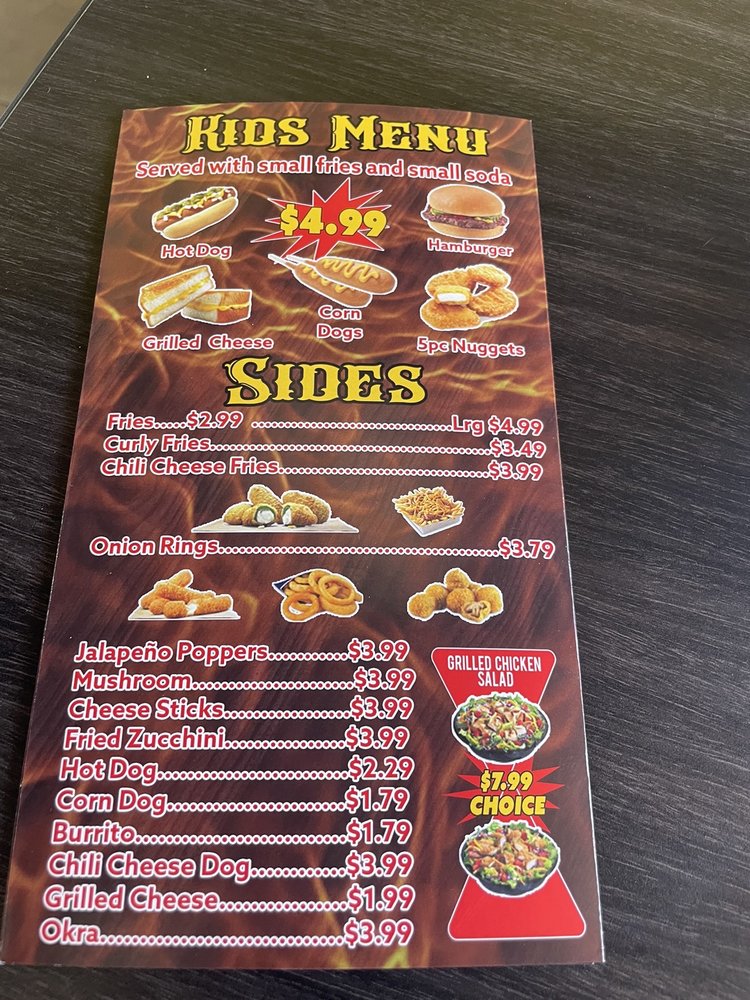 Kids Menu
Served with small fries and small soda
$4.99
Hot Dog
Hamburger
Grilled Cheese
Corn
Dogs
5pc Nuggets
Sides
Fries......$2.99 ................................Lrg $4.99
Curly Fries............................................$3.49
Chili Cheese Fries.................................$3.99
Onion Rings............................................$3.79
Jalapeño Poppers............$3.99
Mushroom........................$3.99
Cheese Sticks...................$3.99
Fried Zucchini..................$3.99
Hot Dog............................$2.29
Corn Dog..........................$1.79
Burrito..............................$1.79
Chili Cheese Dog..............$3.99
Grilled Cheese..................$1.99
Okra..................................$3.99
GRILLED CHICKEN
SALAD
$7.99
CHOICE